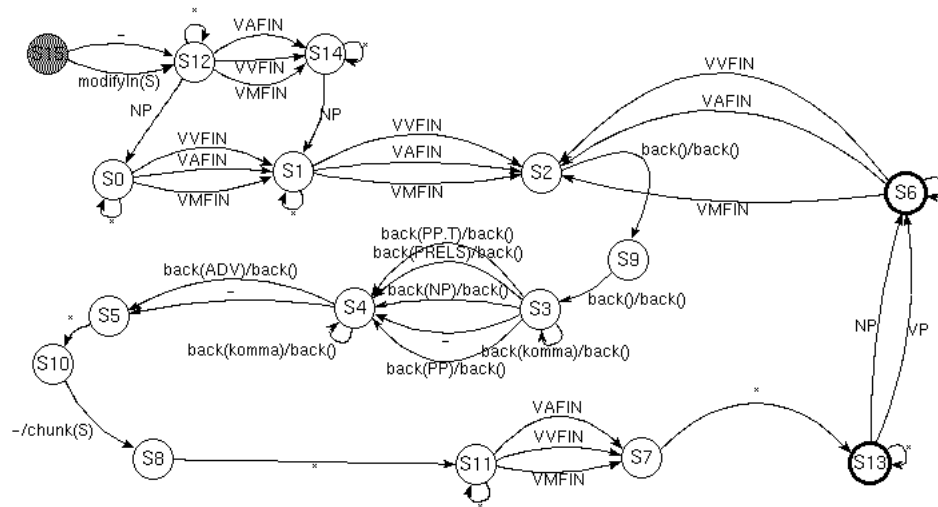 S15
-
modifyIn(S)
S12
*
VAFIN
VVFIN
VMFIN
S14
*
NP
NP
S0
VVFIN
VAFIN
VMFIN
*
S1
*
VVFIN
VAFIN
VMFIN
S2
VVFIN
VAFIN
VMFIN
S6
back()/back()
S9
back()/back()
back(PP.T)/back()
back(PRELS)/back()
back(NP)/back()
-
back(PP)/back()
S3
back(komma)/back()
S4
back(komma)/back()
back(ADV)/back()
-
S5
*
S10
-/chunk(S)
S8
*
S11
*
VAFIN
VVFIN
VMFIN
S7
*
S13
*
NP
VP